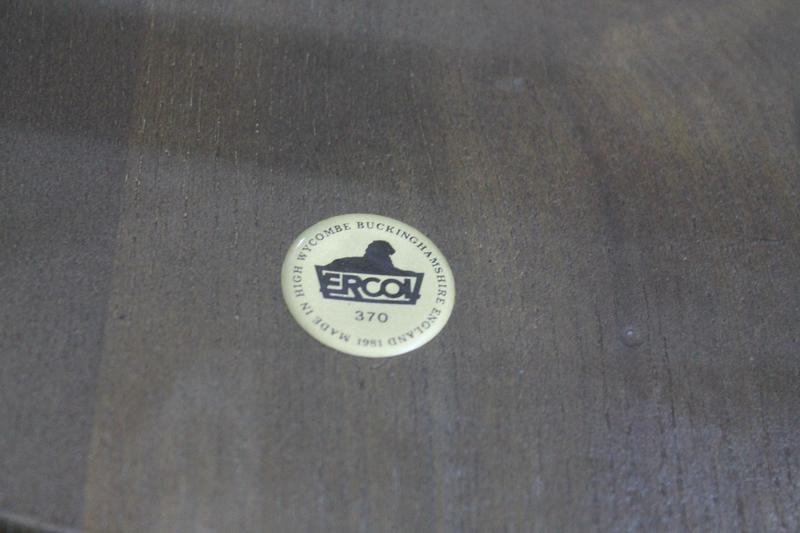 MADE IN HIGH WYCOMBE BUCKINGHAMSHIRE ENGLAND 1981
ERCOL
370